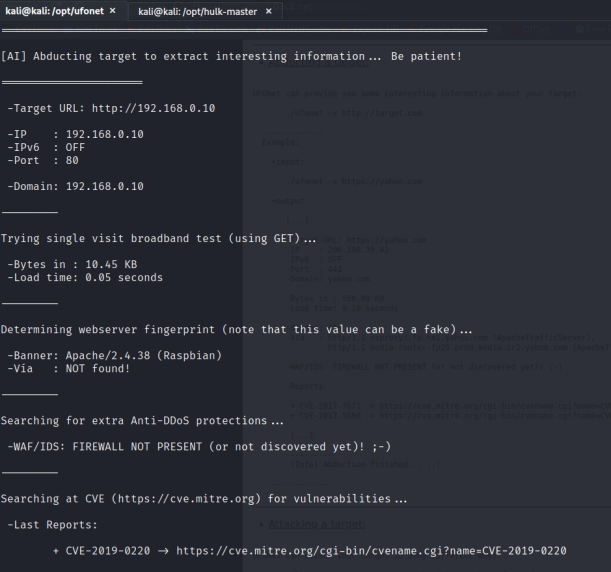 kali@kali: /opt/ufonet × kali@kali: /opt/hulk-master ×
[AI] Abducting target to extract interesting information... Be patient!
-Target URL: http://192.168.0.10
-IP : 192.168.0.10
-IPv6 : OFF
-Port : 80
-Domain: 192.168.0.10
Trying single visit broadband test (using GET)...
-Bytes in : 10.45 KB
-Load time: 0.05 seconds
Determining webserver fingerprint (note that this value can be a fake)...
-Banner: Apache/2.4.38 (Raspbian)
-Vía : NOT found!
Searching for extra Anti-DDoS protections...
-WAF/IDS: FIREWALL NOT PRESENT (or not discovered yet)! ;-)
Searching at CVE (https://cve.mitre.org) for vulnerabilities...
-Last Reports:
+ CVE-2019-0220 -> https://cve.mitre.org/cgi-bin/cvename.cgi?name=CVE-2019-0220
Example:
+input:
+output
Reports:
• Attacking a target: